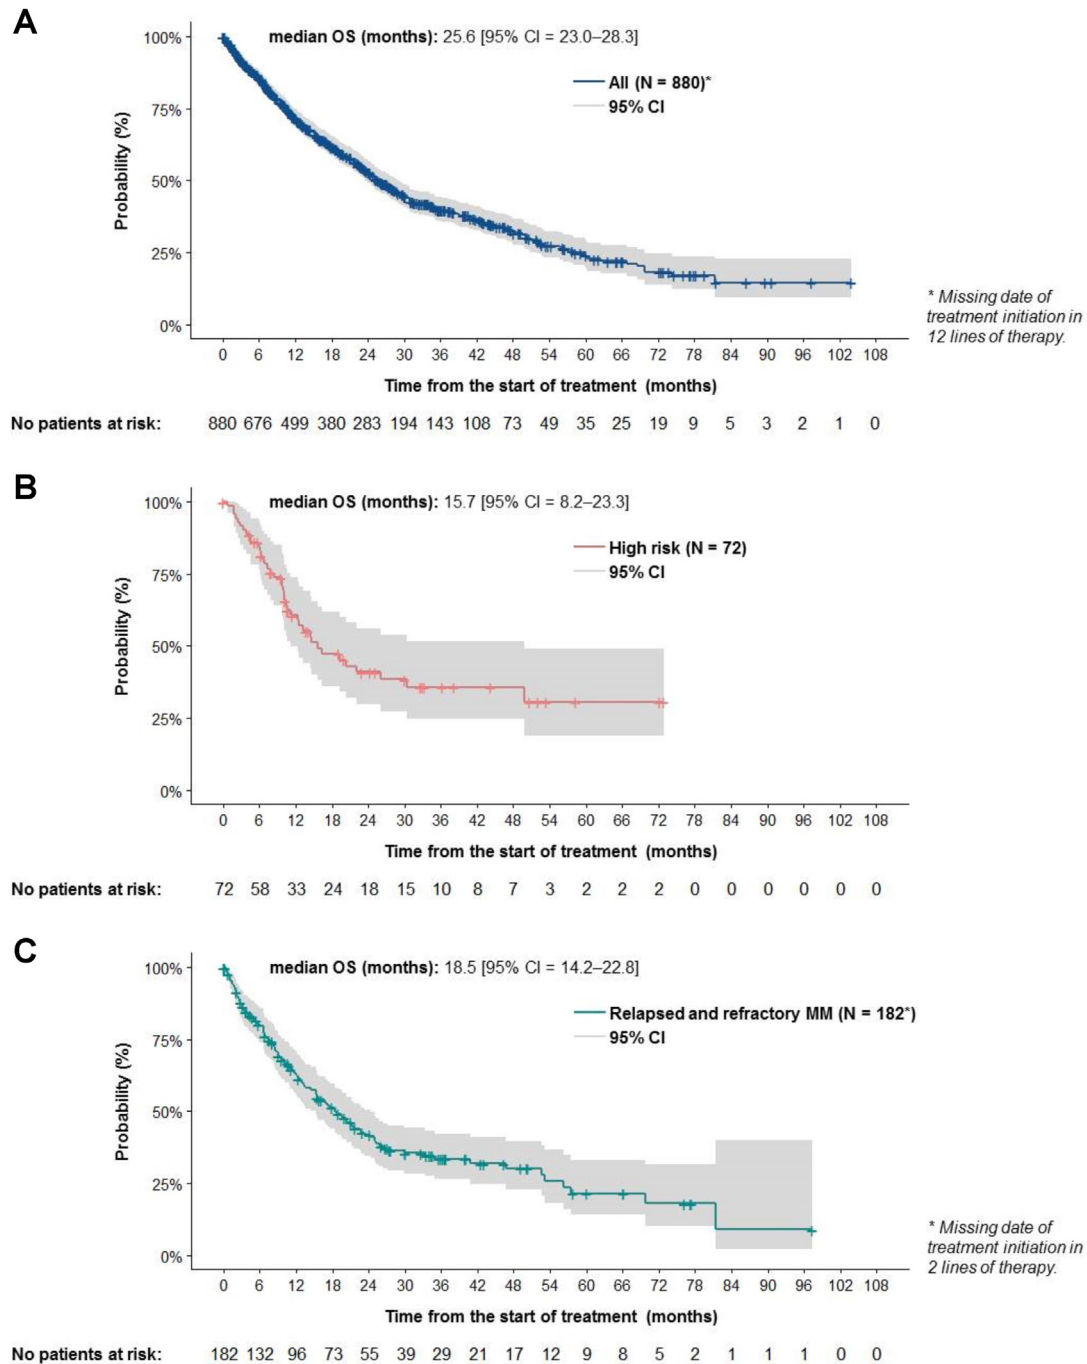 A
median OS (months): 25.6 [95% CI = 23.0–28.3]
All (N = 880)*
95% CI
Probability (%)
100%
75%
50%
25%
0%
0 6 12 18 24 30 36 42 48 54 60 66 72 78 84 90 96 102 108
Time from the start of treatment (months)
* Missing date of
treatment initiation in
12 lines of therapy.
No patients at risk: 880 676 499 380 283 194 143 108 73 49 35 25 19 9 5 3 2 1 0
B
median OS (months): 15.7 [95% CI = 8.2–23.3]
High risk (N = 72)
95% CI
Probability (%)
100%
75%
50%
25%
0%
0 6 12 18 24 30 36 42 48 54 60 66 72 78 84 90 96 102 108
Time from the start of treatment (months)
No patients at risk: 72 58 33 24 18 15 10 8 7 3 2 2 2 0 0 0 0 0 0
C
median OS (months): 18.5 [95% CI = 14.2–22.8]
Relapsed and refractory MM (N = 182*)
95% CI
Probability (%)
100%
75%
50%
25%
0%
0 6 12 18 24 30 36 42 48 54 60 66 72 78 84 90 96 102 108
Time from the start of treatment (months)
* Missing date of
treatment initiation in
2 lines of therapy.
No patients at risk: 182 132 96 73 55 39 29 21 17 12 9 8 5 2 1 1 1 0 0